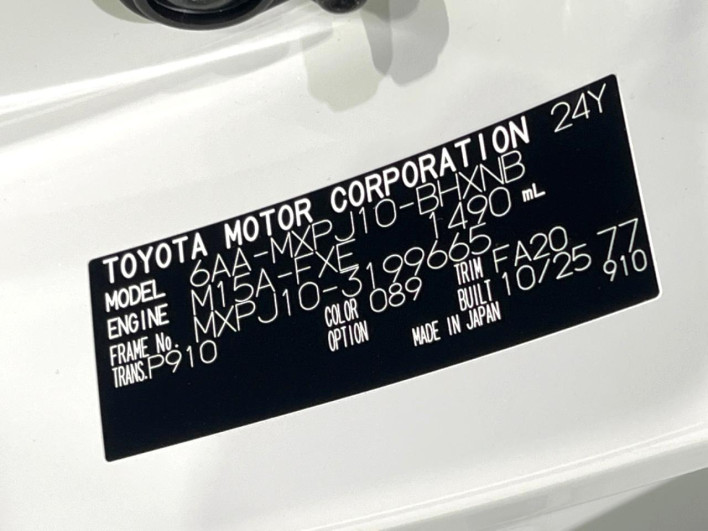 TOYOTA MOTOR CORPORATION 24Y
MODEL 6AA-MXPJ10-BHXNB
ENGINE M15A-FXE 1490 mL
FRAME No. MXPJ10-3199665
TRANS. P910 COLOR 089 TRIM FA20 77
OPTION BUILT 10/25 910
MADE IN JAPAN